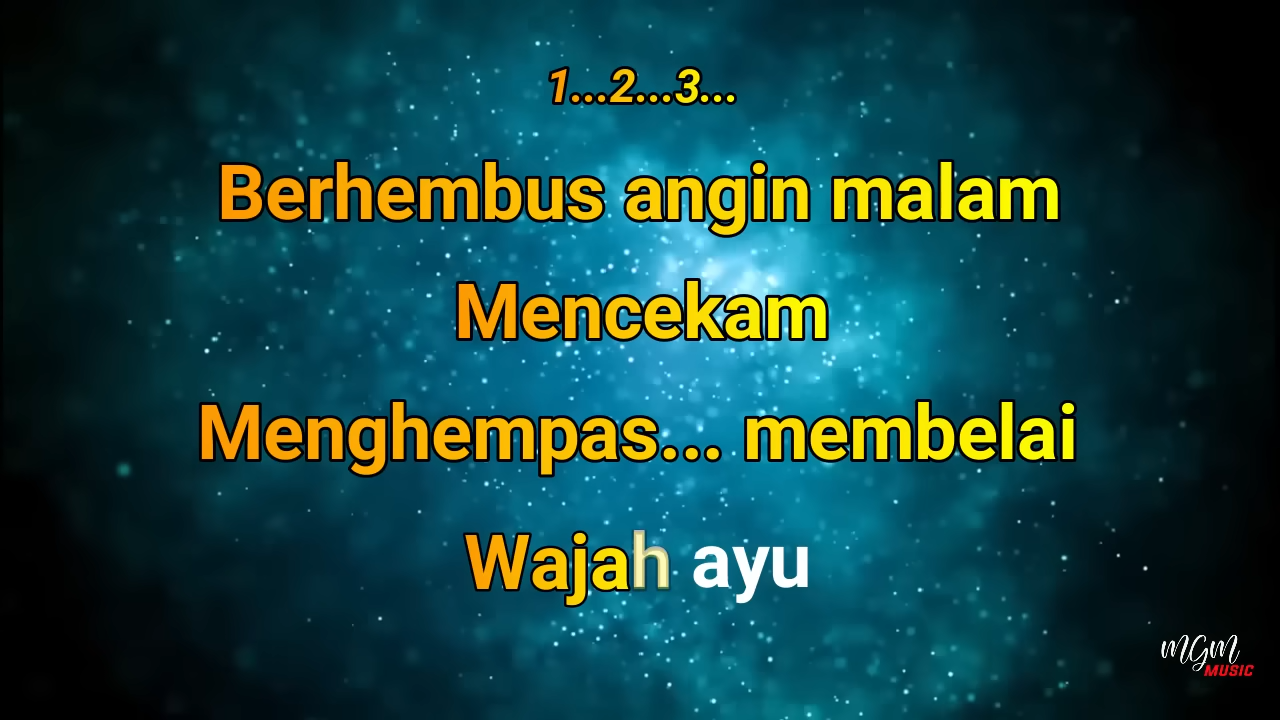 1...2...3...
Berhembus angin malam
Mencekam
Menghempas... membelai
Wajah ayu
MGM
MUSIC